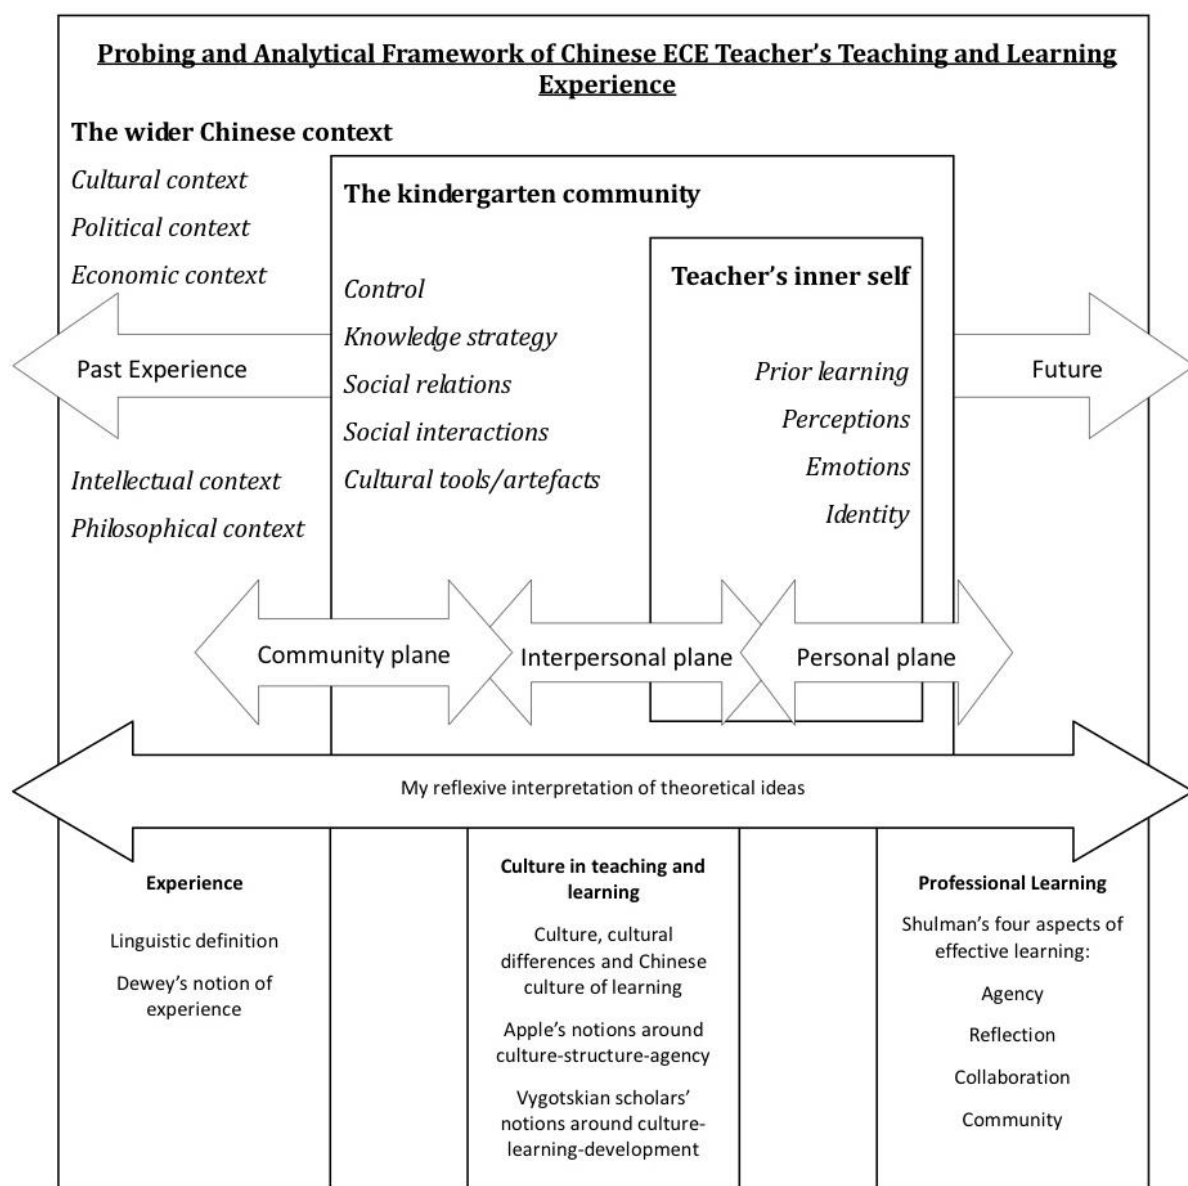 Probing and Analytical Framework of Chinese ECE Teacher’s Teaching and Learning
Experience
The wider Chinese context
Cultural context
Political context
Economic context
Past Experience
Intellectual context
Philosophical context
The kindergarten community
Control
Knowledge strategy
Social relations
Social interactions
Cultural tools/artefacts
Teacher’s inner self
Prior learning
Perceptions
Emotions
Identity
Future
Community plane
Interpersonal plane
Personal plane
My reflexive interpretation of theoretical ideas
Experience
Linguistic definition
Dewey’s notion of
experience
Culture in teaching and
learning
Culture, cultural
differences and Chinese
culture of learning
Apple’s notions around
culture-structure-agency
Vygotskian scholars’
notions around culture-
learning-development
Professional Learning
Shulman’s four aspects of
effective learning:
Agency
Reflection
Collaboration
Community